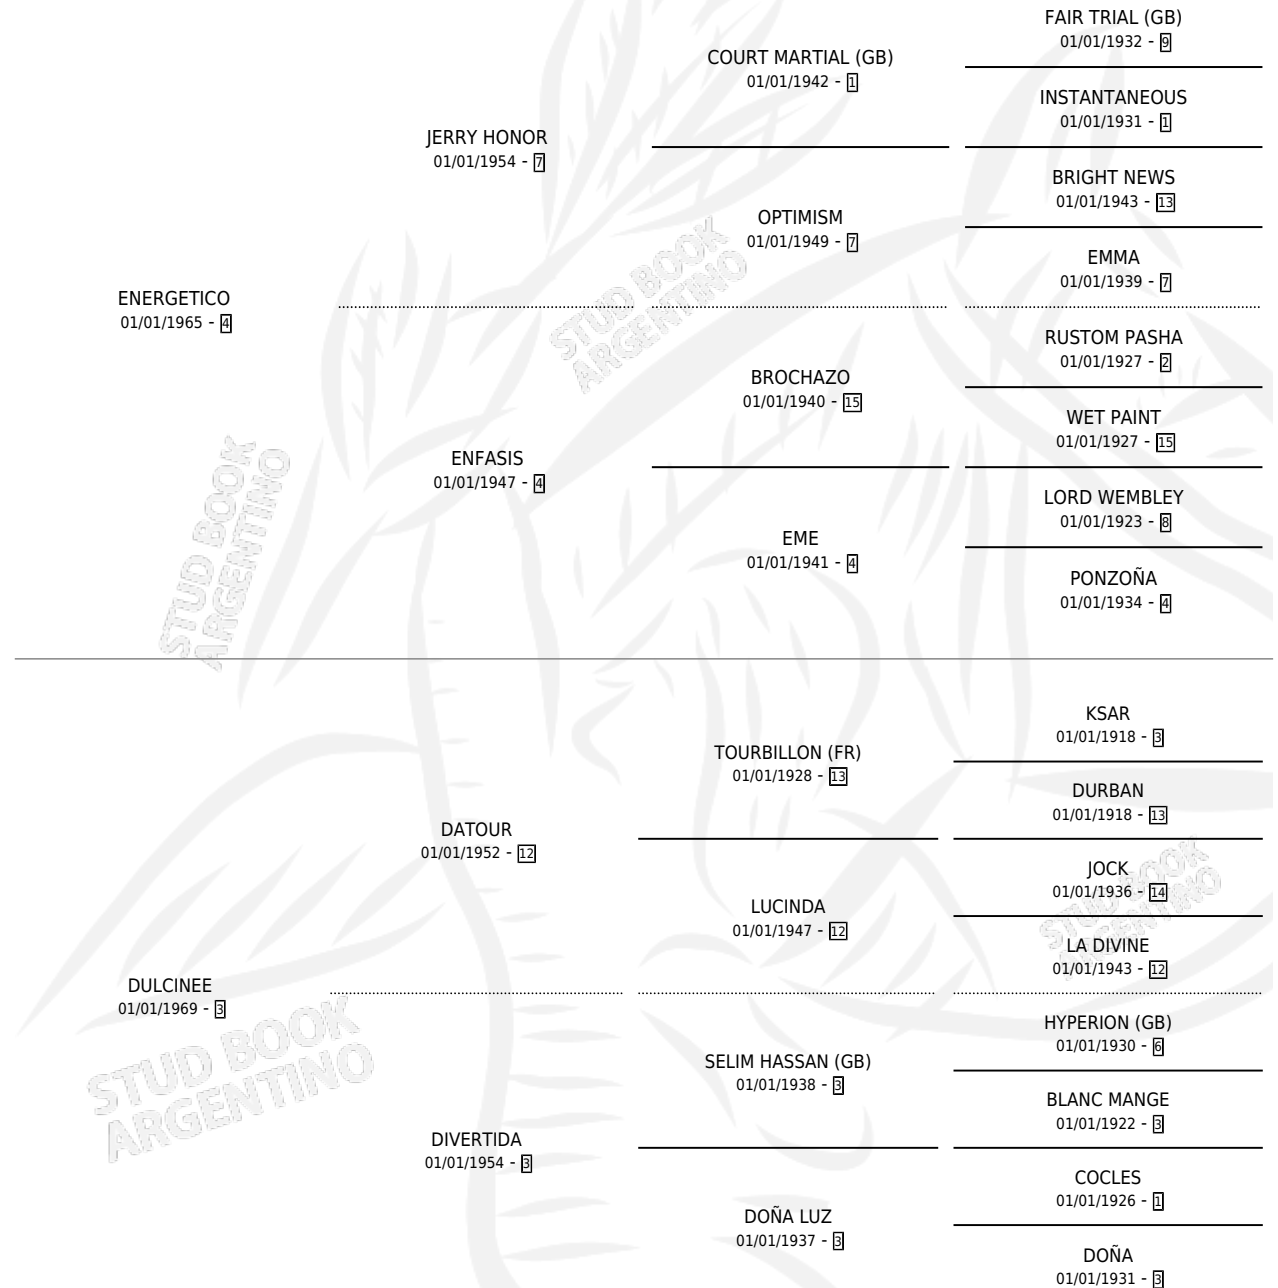 FAIR TRIAL (GB)
01/01/1932 - 9
COURT MARTIAL (GB)
01/01/1942 - 1
INSTANTANEOUS
01/01/1931 - 1
JERRY HONOR
01/01/1954 - 7
BRIGHT NEWS
01/01/1943 - 13
OPTIMISM
01/01/1949 - 7
EMMA
01/01/1939 - 7
ENERGETICO
01/01/1965 - 4
RUSTOM PASHA
01/01/1927 - 2
BROCHAZO
01/01/1940 - 15
WET PAINT
01/01/1927 - 15
ENFASIS
01/01/1947 - 4
LORD WEMBLEY
01/01/1923 - 8
EME
01/01/1941 - 4
PONZOÑA
01/01/1934 - 4
KSAR
01/01/1918 - 3
TOURBILLON (FR)
01/01/1928 - 13
DURBAN
01/01/1918 - 13
DATOUR
01/01/1952 - 12
JOCK
01/01/1936 - 14
LUCINDA
01/01/1947 - 12
LA DIVINE
01/01/1943 - 12
DULCINEE
01/01/1969 - 3
HYPERION (GB)
01/01/1930 - 6
SELIM HASSAN (GB)
01/01/1938 - 3
BLANC MANGE
01/01/1922 - 3
DIVERTIDA
01/01/1954 - 3
COCLES
01/01/1926 - 1
DOÑA LUZ
01/01/1937 - 3
DOÑA
01/01/1931 - 3
STUD BOOK
ARGENTINO
STUD BOOK
ARGENTINO
STUD BOOK
ARGENTINO
STUD BOOK
ARGENTINO